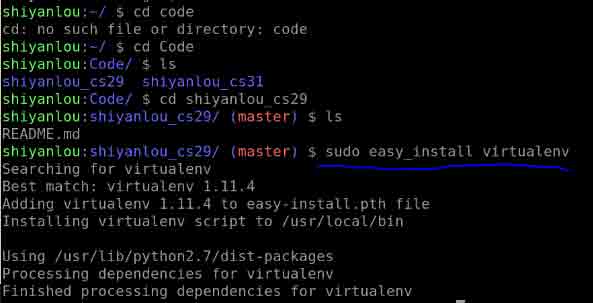 shiyanlou:~/ $ cd code
cd: no such file or directory: code
shiyanlou:~/ $ cd Code
shiyanlou:Code/ $ ls
shiyanlou_cs29  shiyanlou_cs31
shiyanlou:Code/ $ cd shiyanlou_cs29
shiyanlou:shiyanlou_cs29/ (master) $ ls
README.md
shiyanlou:shiyanlou_cs29/ (master) $ sudo easy_install virtualenv
Searching for virtualenv
Best match: virtualenv 1.11.4
Adding virtualenv 1.11.4 to easy-install.pth file
Installing virtualenv script to /usr/local/bin
Using /usr/lib/python2.7/dist-packages
Processing dependencies for virtualenv
Finished processing dependencies for virtualenv